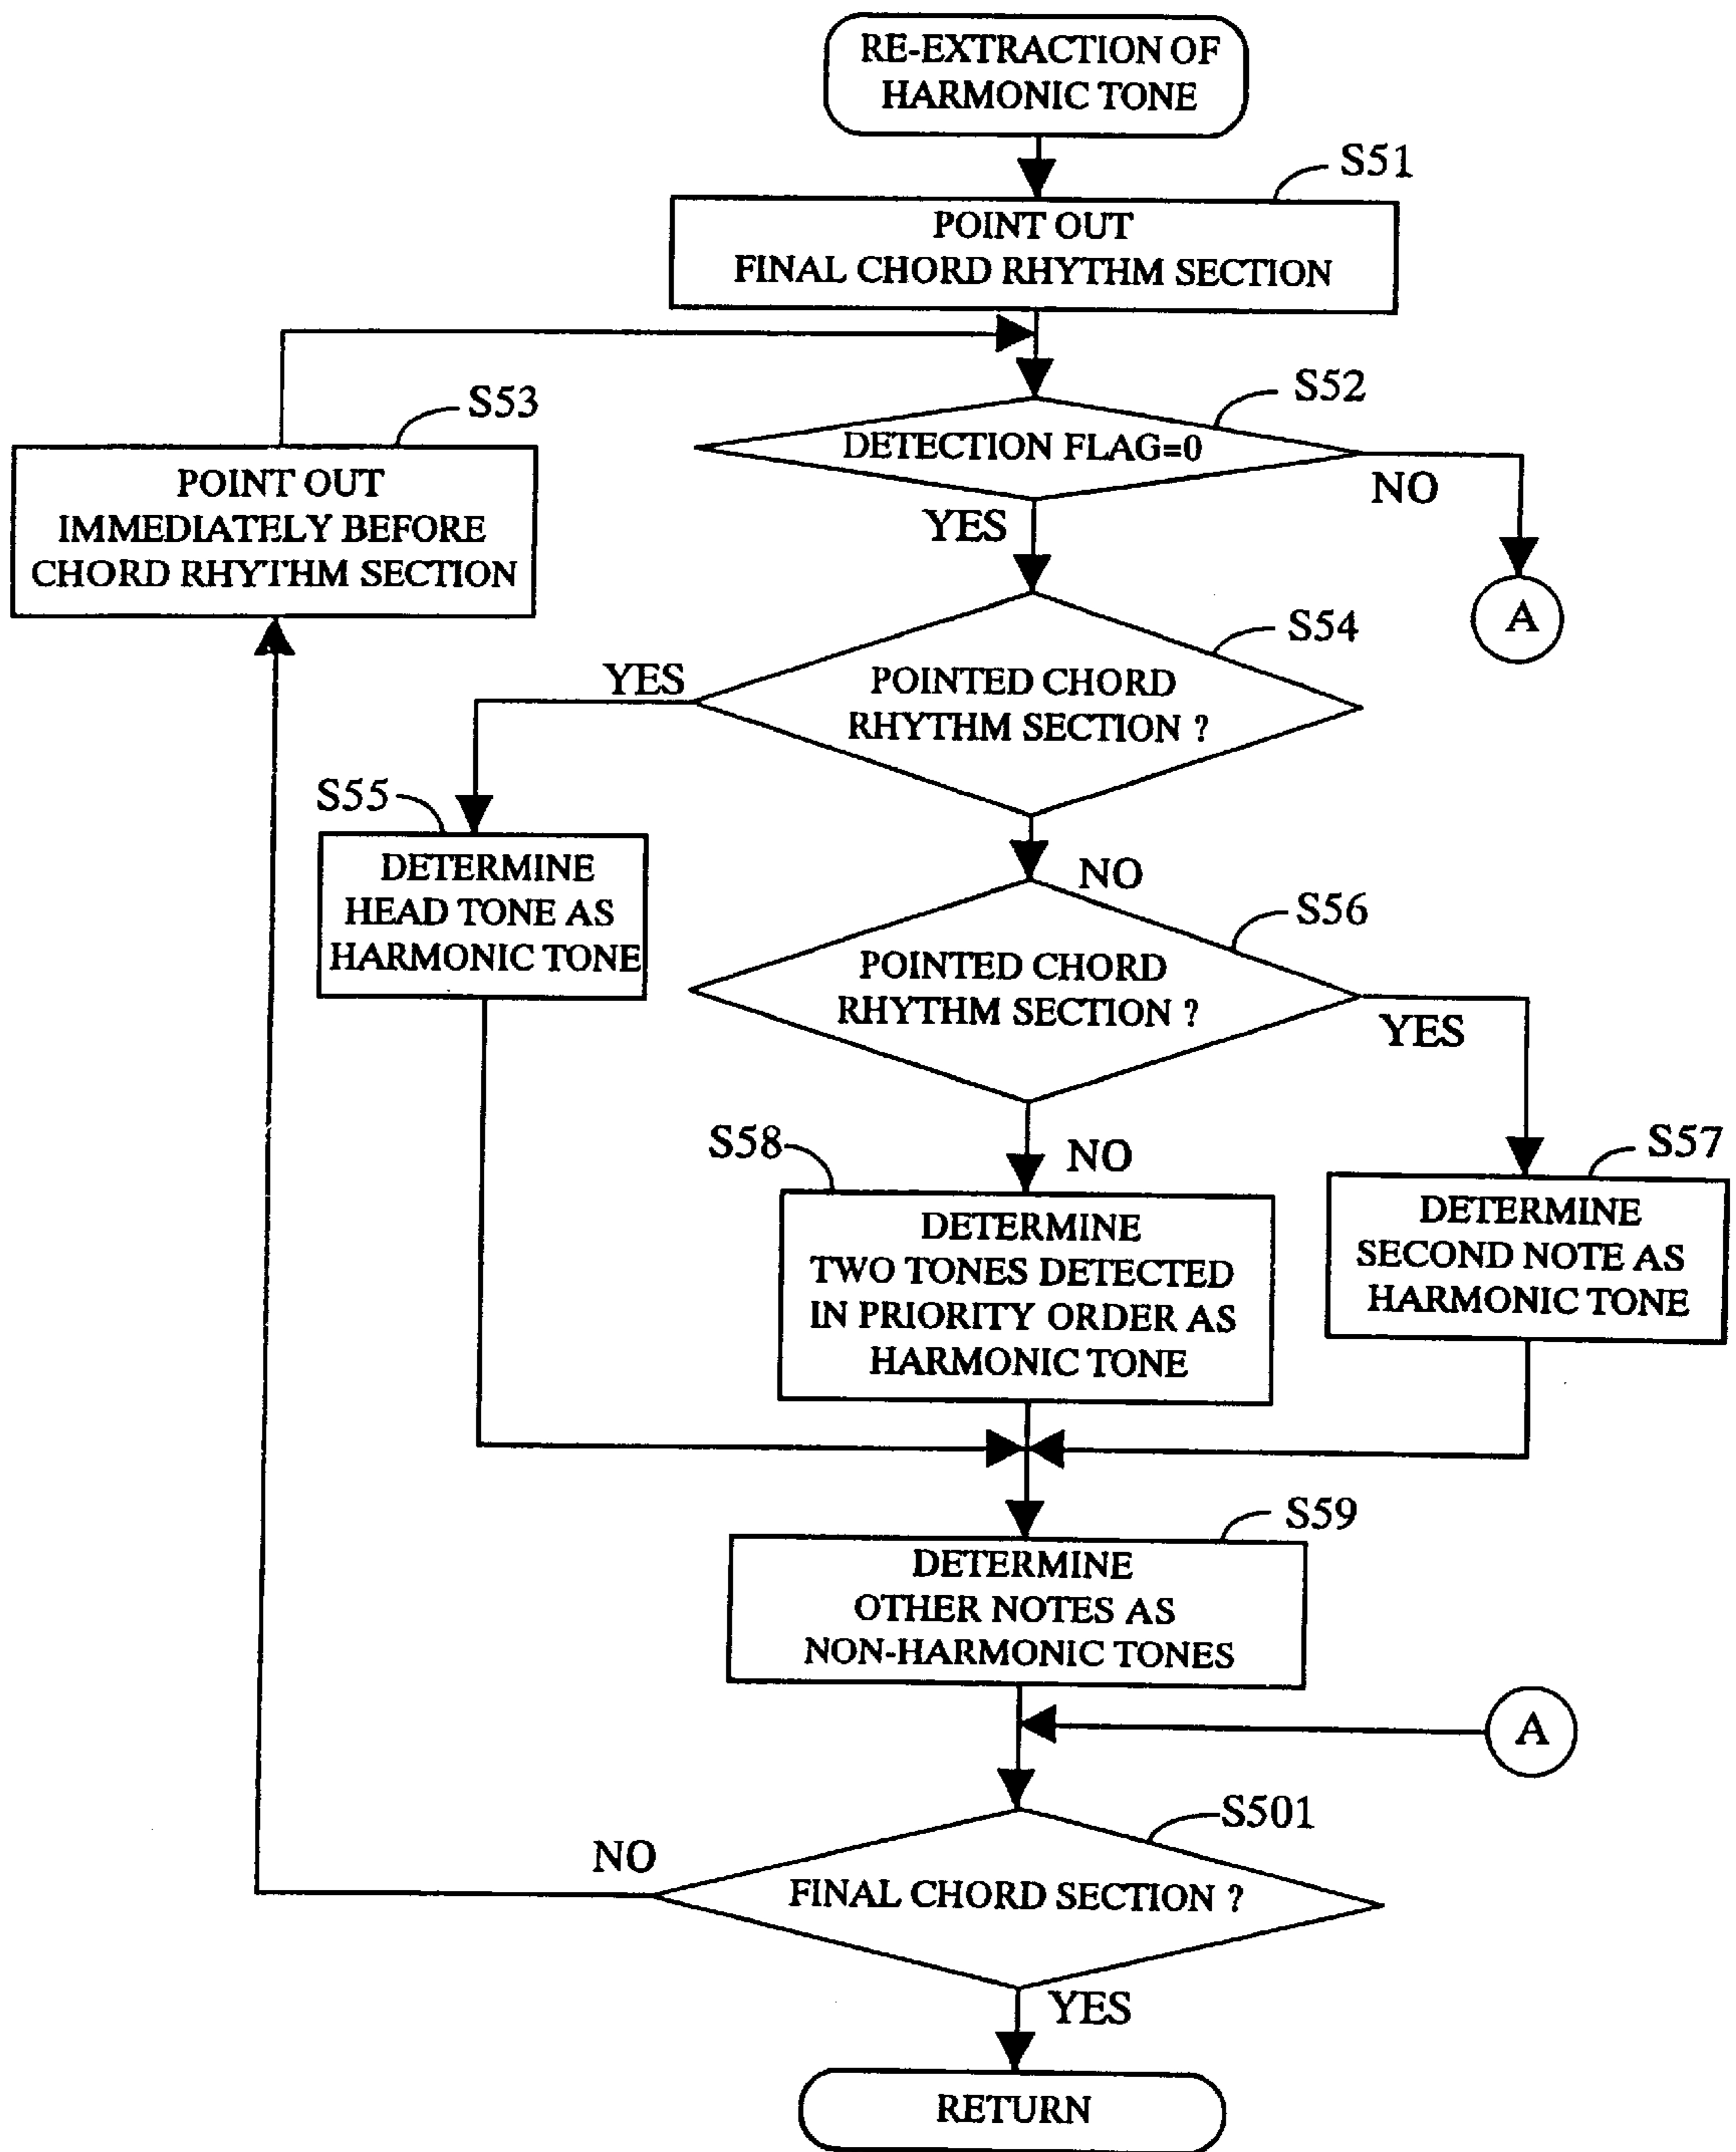 RE-EXTRACTION OF
HARMONIC TONE
S51
POINT OUT
FINAL CHORD RHYTHM SECTION
S53
POINT OUT
IMMEDIATELY BEFORE
CHORD RHYTHM SECTION
S52
DETECTION FLAG=0
NO
YES
A
S54
YES
POINTED CHORD
RHYTHM SECTION ?
S55
DETERMINE
HEAD TONE AS
HARMONIC TONE
NO
S56
POINTED CHORD
RHYTHM SECTION ?
YES
S58
NO
S57
DETERMINE
TWO TONES DETECTED
IN PRIORITY ORDER AS
HARMONIC TONE
DETERMINE
SECOND NOTE AS
HARMONIC TONE
S59
DETERMINE
OTHER NOTES AS
NON-HARMONIC TONES
A
S501
NO
FINAL CHORD SECTION ?
YES
RETURN